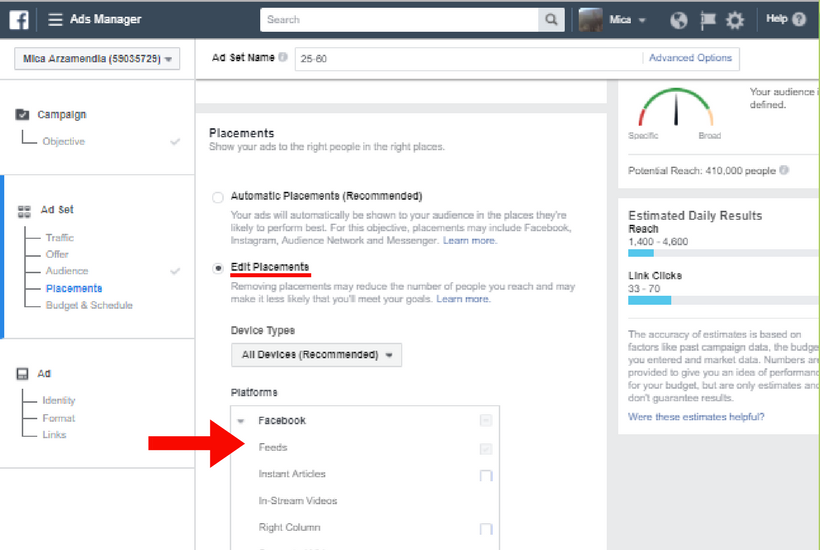 f Ads Manager Search Mica Help ?
Mica Arzamendia (59035729)
Ad Set Name 25-60 Advanced Options
Campaign
Objective
Ad Set
Traffic
Offer
Audience
Placements
Budget & Schedule
Ad
Identity
Format
Links
Placements
Show your ads to the right people in the right places.
Automatic Placements (Recommended)
Your ads will automatically be shown to your audience in the places they're
likely to perform best. For this objective, placements may include Facebook,
Instagram, Audience Network and Messenger. Learn more.
Edit Placements
Removing placements may reduce the number of people you reach and may
make it less likely that you'll meet your goals. Learn more.
Device Types
All Devices (Recommended)
Platforms
Facebook
Feeds
Instant Articles
In-Stream Videos
Right Column
Your audience i
defined.
Specific Broad
Potential Reach: 410,000 people
Estimated Daily Results
Reach
1,400 - 4,600
Link Clicks
33 - 70
The accuracy of estimates is based on
factors like past campaign data, the budge
you entered and market data. Numbers are
provided to give you an idea of performanc
for your budget, but are only estimates and
don't guarantee results.
Were these estimates helpful?